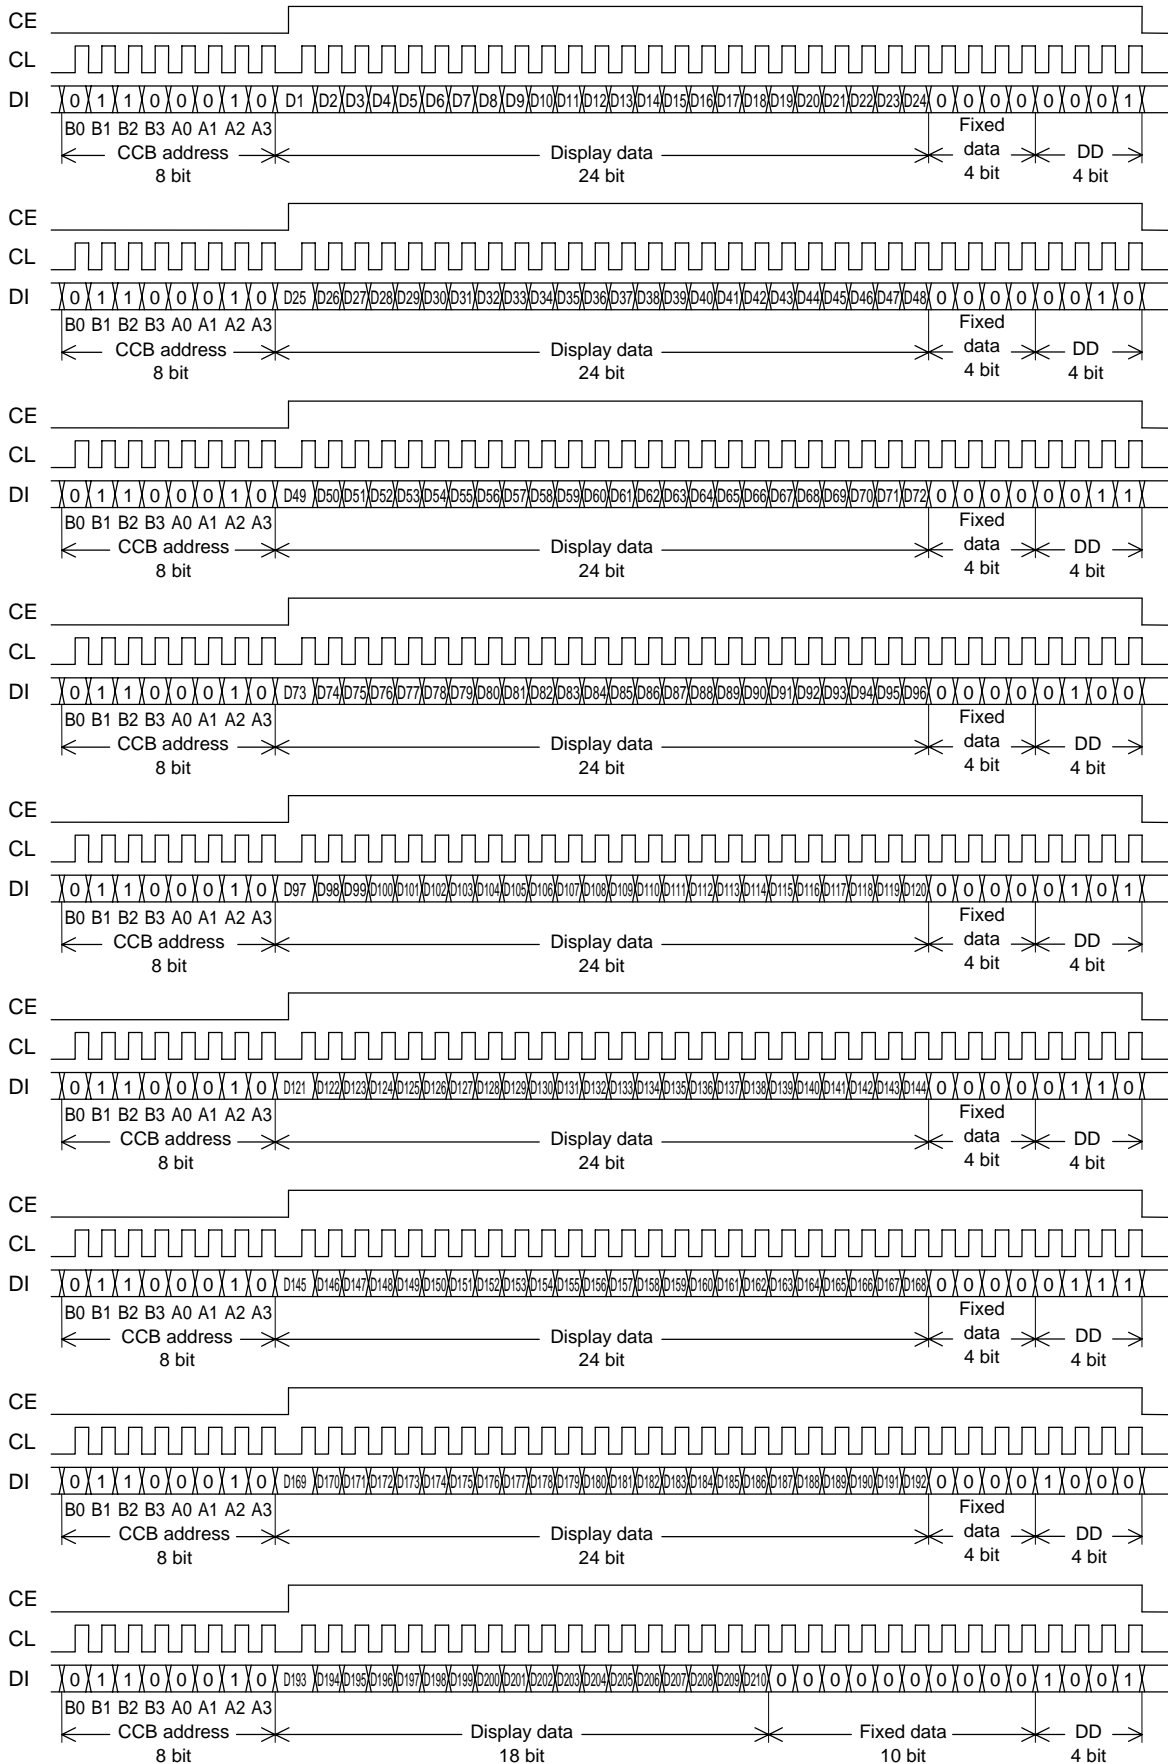 CE
CL
DI 0 1 1 0 0 0 1 0 D1 D2 D3 D4 D5 D6 D7 D8 D9 D10 D11 D12 D13 D14 D15 D16 D17 D18 D19 D20 D21 D22 D23 D24 0 0 0 0 0 0 0 1
B0 B1 B2 B3 A0 A1 A2 A3 Fixed
CCB address Display data data DD
8 bit 24 bit 4 bit 4 bit
CE
CL
DI 0 1 1 0 0 0 1 0 D25 D26 D27 D28 D29 D30 D31 D32 D33 D34 D35 D36 D37 D38 D39 D40 D41 D42 D43 D44 D45 D46 D47 D48 0 0 0 0 0 0 1 0
B0 B1 B2 B3 A0 A1 A2 A3 Fixed
CCB address Display data data DD
8 bit 24 bit 4 bit 4 bit
CE
CL
DI 0 1 1 0 0 0 1 0 D49 D50 D51 D52 D53 D54 D55 D56 D57 D58 D59 D60 D61 D62 D63 D64 D65 D66 D67 D68 D69 D70 D71 D72 0 0 0 0 0 0 1 1
B0 B1 B2 B3 A0 A1 A2 A3 Fixed
CCB address Display data data DD
8 bit 24 bit 4 bit 4 bit
CE
CL
DI 0 1 1 0 0 0 1 0 D73 D74 D75 D76 D77 D78 D79 D80 D81 D82 D83 D84 D85 D86 D87 D88 D89 D90 D91 D92 D93 D94 D95 D96 0 0 0 0 0 1 0 0
B0 B1 B2 B3 A0 A1 A2 A3 Fixed
CCB address Display data data DD
8 bit 24 bit 4 bit 4 bit
CE
CL
DI 0 1 1 0 0 0 1 0 D97 D98 D99 D100 D101 D102 D103 D104 D105 D106 D107 D108 D109 D110 D111 D112 D113 D114 D115 D116 D117 D118 D119 D120 0 0 0 0 0 1 0 1
B0 B1 B2 B3 A0 A1 A2 A3 Fixed
CCB address Display data data DD
8 bit 24 bit 4 bit 4 bit
CE
CL
DI 0 1 1 0 0 0 1 0 D121 D122 D123 D124 D125 D126 D127 D128 D129 D130 D131 D132 D133 D134 D135 D136 D137 D138 D139 D140 D141 D142 D143 D144 0 0 0 0 0 1 1 0
B0 B1 B2 B3 A0 A1 A2 A3 Fixed
CCB address Display data data DD
8 bit 24 bit 4 bit 4 bit
CE
CL
DI 0 1 1 0 0 0 1 0 D145 D146 D147 D148 D149 D150 D151 D152 D153 D154 D155 D156 D157 D158 D159 D160 D161 D162 D163 D164 D165 D166 D167 D168 0 0 0 0 0 1 1 1
B0 B1 B2 B3 A0 A1 A2 A3 Fixed
CCB address Display data data DD
8 bit 24 bit 4 bit 4 bit
CE
CL
DI 0 1 1 0 0 0 1 0 D169 D170 D171 D172 D173 D174 D175 D176 D177 D178 D179 D180 D181 D182 D183 D184 D185 D186 D187 D188 D189 D190 D191 D192 0 0 0 0 1 0 0 0
B0 B1 B2 B3 A0 A1 A2 A3 Fixed
CCB address Display data data DD
8 bit 24 bit 4 bit 4 bit
CE
CL
DI 0 1 1 0 0 0 1 0 D193 D194 D195 D196 D197 D198 D199 D200 D201 D202 D203 D204 D205 D206 D207 D208 D209 D210 0 0 0 0 0 0 0 0 0 0 1 0 0 1
B0 B1 B2 B3 A0 A1 A2 A3
CCB address Display data Fixed data DD
8 bit 18 bit 10 bit 4 bit